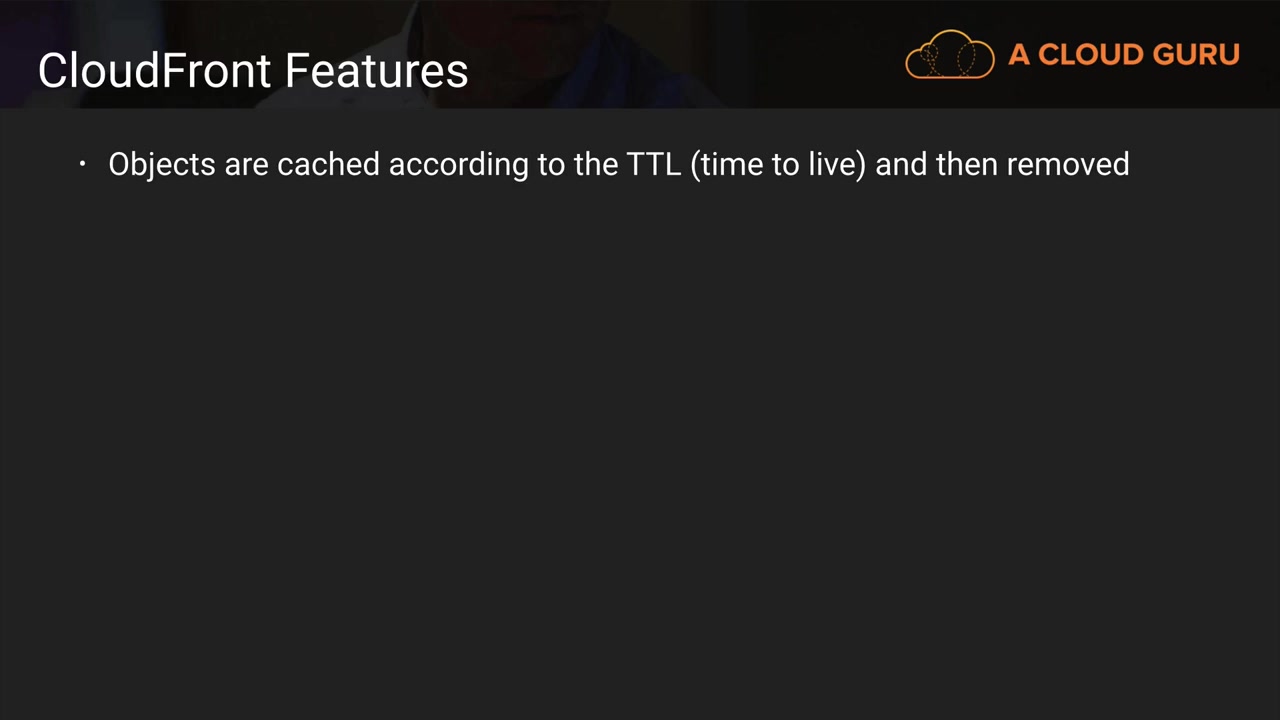 CloudFront Features
A CLOUD GURU
• Objects are cached according to the TTL (time to live) and then removed